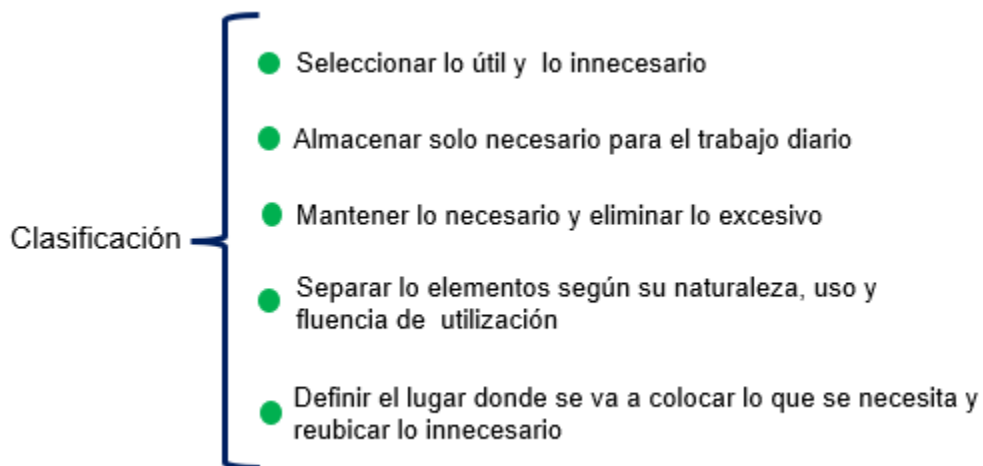 Seleccionar lo útil y lo innecesario
Almacenar solo necesario para el trabajo diario
Mantener lo necesario y eliminar lo excesivo
Clasificación
Separar lo elementos según su naturaleza, uso y
fluencia de utilización
Definir el lugar donde se va a colocar lo que se necesita y
reubicar lo innecesario